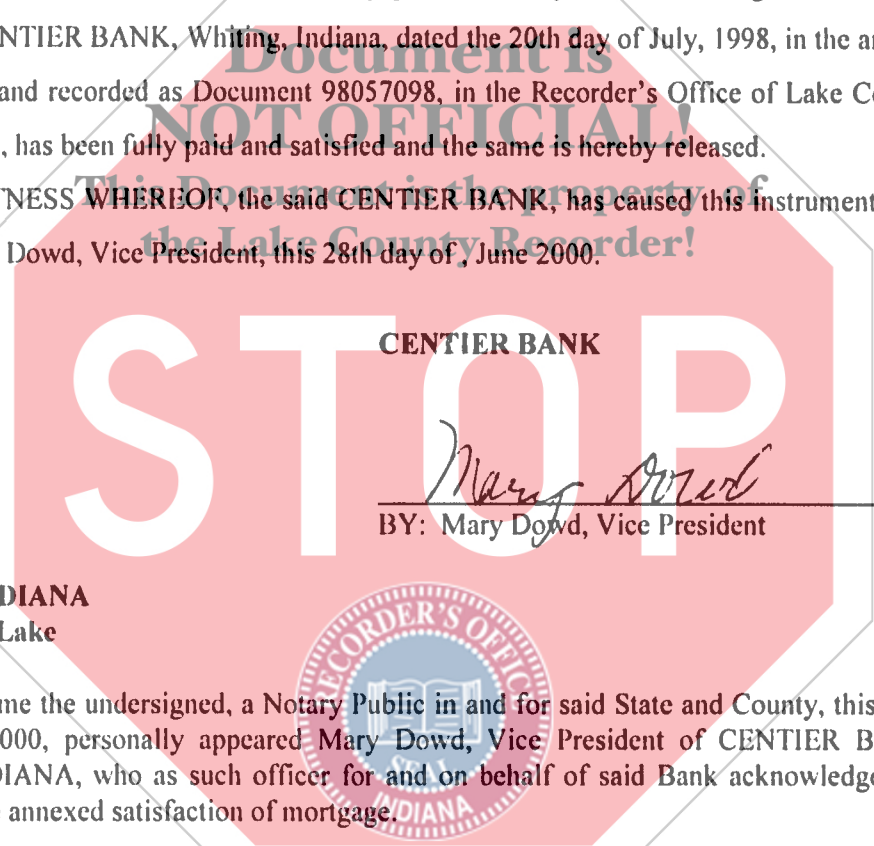 NTIER BANK, Whiting, Indiana, dated the 20th day of July, 1998, in the
Document is
and recorded as Document 98057098, in the Recorder's Office of Lake
NOT OFFICIAL!
, has been fully paid and satisfied and the same is hereby released.
This Document is the property of
NESS WHEREOF, the said CENTIER BANK, has caused this instrument
the Lake County Recorder!
Dowd, Vice President, this 28th day of , June 2000.
STOP
CENTIER BANK
Mary Dowd
BY: Mary Dowd, Vice President
DIANA
Lake
RECORDER'S OFFICE
me the undersigned, a Notary Public in and for said State and County, this
000, personally appeared Mary Dowd, Vice President of CENTIER B
DIANA, who as such officer for and on behalf of said Bank acknowledge
SEAL
annexed satisfaction of mortgage.
INDIANA